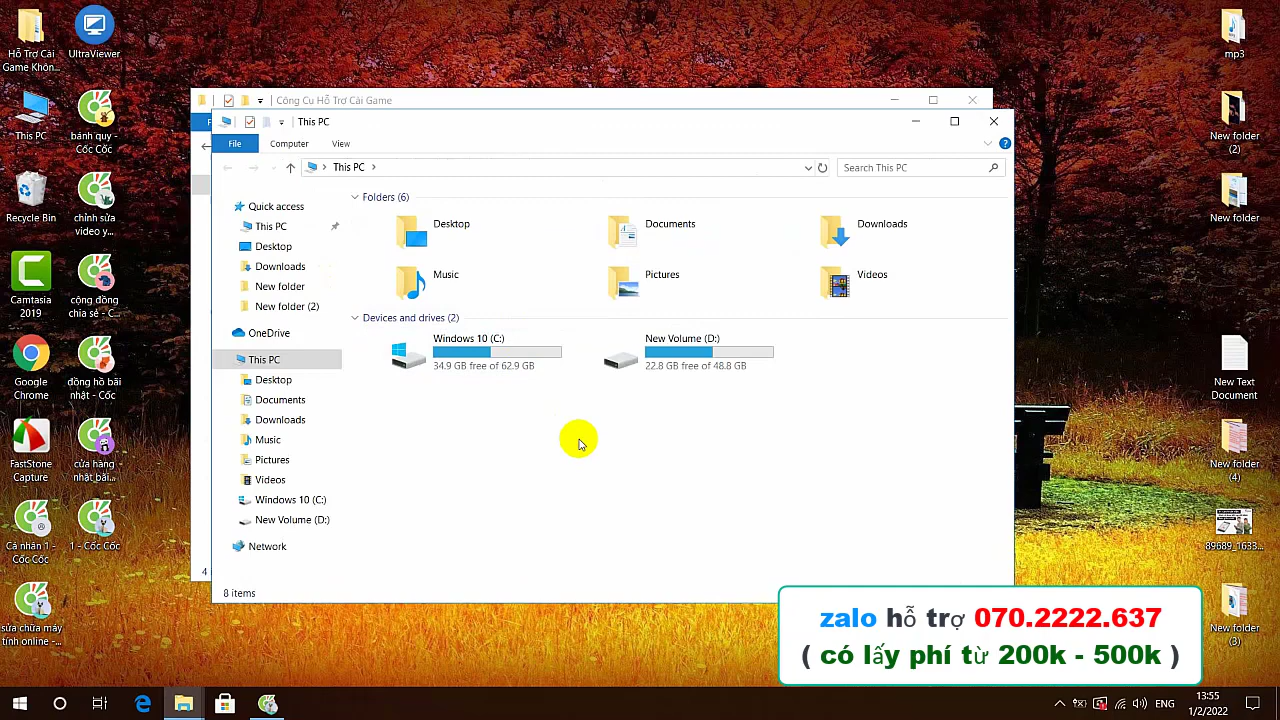 Hỗ Trợ Cài
Game Khôn...
UltraViewer
This PC
bánh quy -
Cốc Cốc
Recycle Bin
chỉnh sửa
video y...
Camtasia
2019
cộng đồng
chia sẻ - C...
Google
Chrome
đồng hồ bãi
nhật - Cốc
FastStone
Capture
cửa hàng
nhật bãi...
Cá nhân 1 -
Cốc Cốc
1 - Cốc Cốc
sửa chữa máy
tính online -...
Công Cụ Hỗ Trợ Cài Game
This PC
File
Computer
View
This PC
Search This PC
Quick access
This PC
Desktop
Downloads
New folder
New folder (2)
OneDrive
This PC
Desktop
Documents
Downloads
Music
Pictures
Videos
Windows 10 (C:)
New Volume (D:)
Network
Folders (6)
Desktop
Documents
Downloads
Music
Pictures
Videos
Devices and drives (2)
Windows 10 (C:)
34.9 GB free of 62.9 GB
New Volume (D:)
22.8 GB free of 48.8 GB
4
8 items
mp3
New folder
(2)
New folder
New Text
Document
New folder
(4)
89689_1633...
New folder
(3)
zalo hỗ trợ 070.2222.637
( có lấy phí từ 200k - 500k )
ENG
13:55
1/2/2022